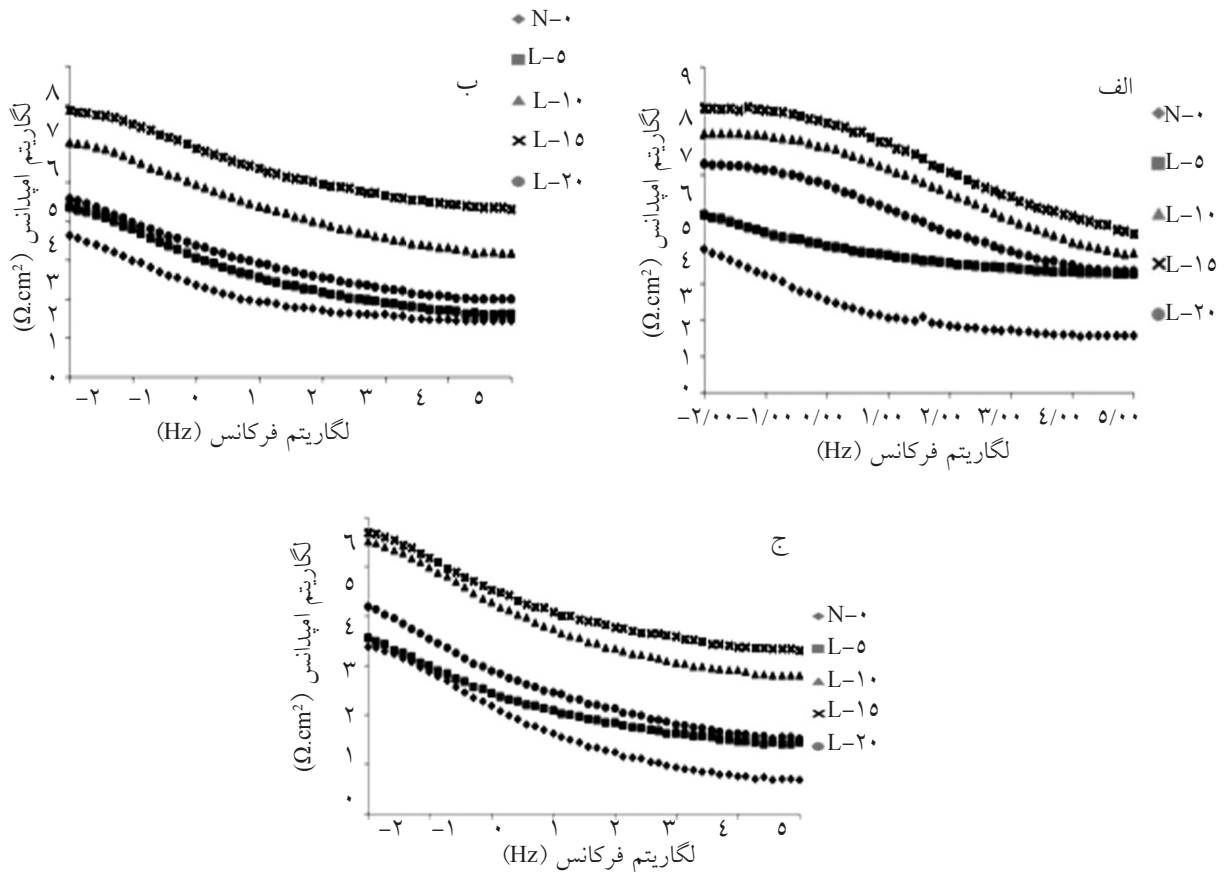 الف
لگاریتم امپدانس (Ω.cm²)
۹
۸
۷
۶
۵
۴
۳
۲
۱
۰
−۲/۰۰ −۱/۰۰ ۰/۰۰ ۱/۰۰ ۲/۰۰ ۳/۰۰ ۴/۰۰ ۵/۰۰
لگاریتم فرکانس (Hz)
N−۰
L−۵
L−۱۰
L−۱۵
L−۲۰
ب
لگاریتم امپدانس (Ω.cm²)
۸
۷
۶
۵
۴
۳
۲
۱
۰
−۲ −۱ ۰ ۱ ۲ ۳ ۴ ۵
لگاریتم فرکانس (Hz)
N−۰
L−۵
L−۱۰
L−۱۵
L−۲۰
ج
لگاریتم امپدانس (Ω.cm²)
۶
۵
۴
۳
۲
۱
۰
−۲ −۱ ۰ ۱ ۲ ۳ ۴ ۵
لگاریتم فرکانس (Hz)
N−۰
L−۵
L−۱۰
L−۱۵
L−۲۰